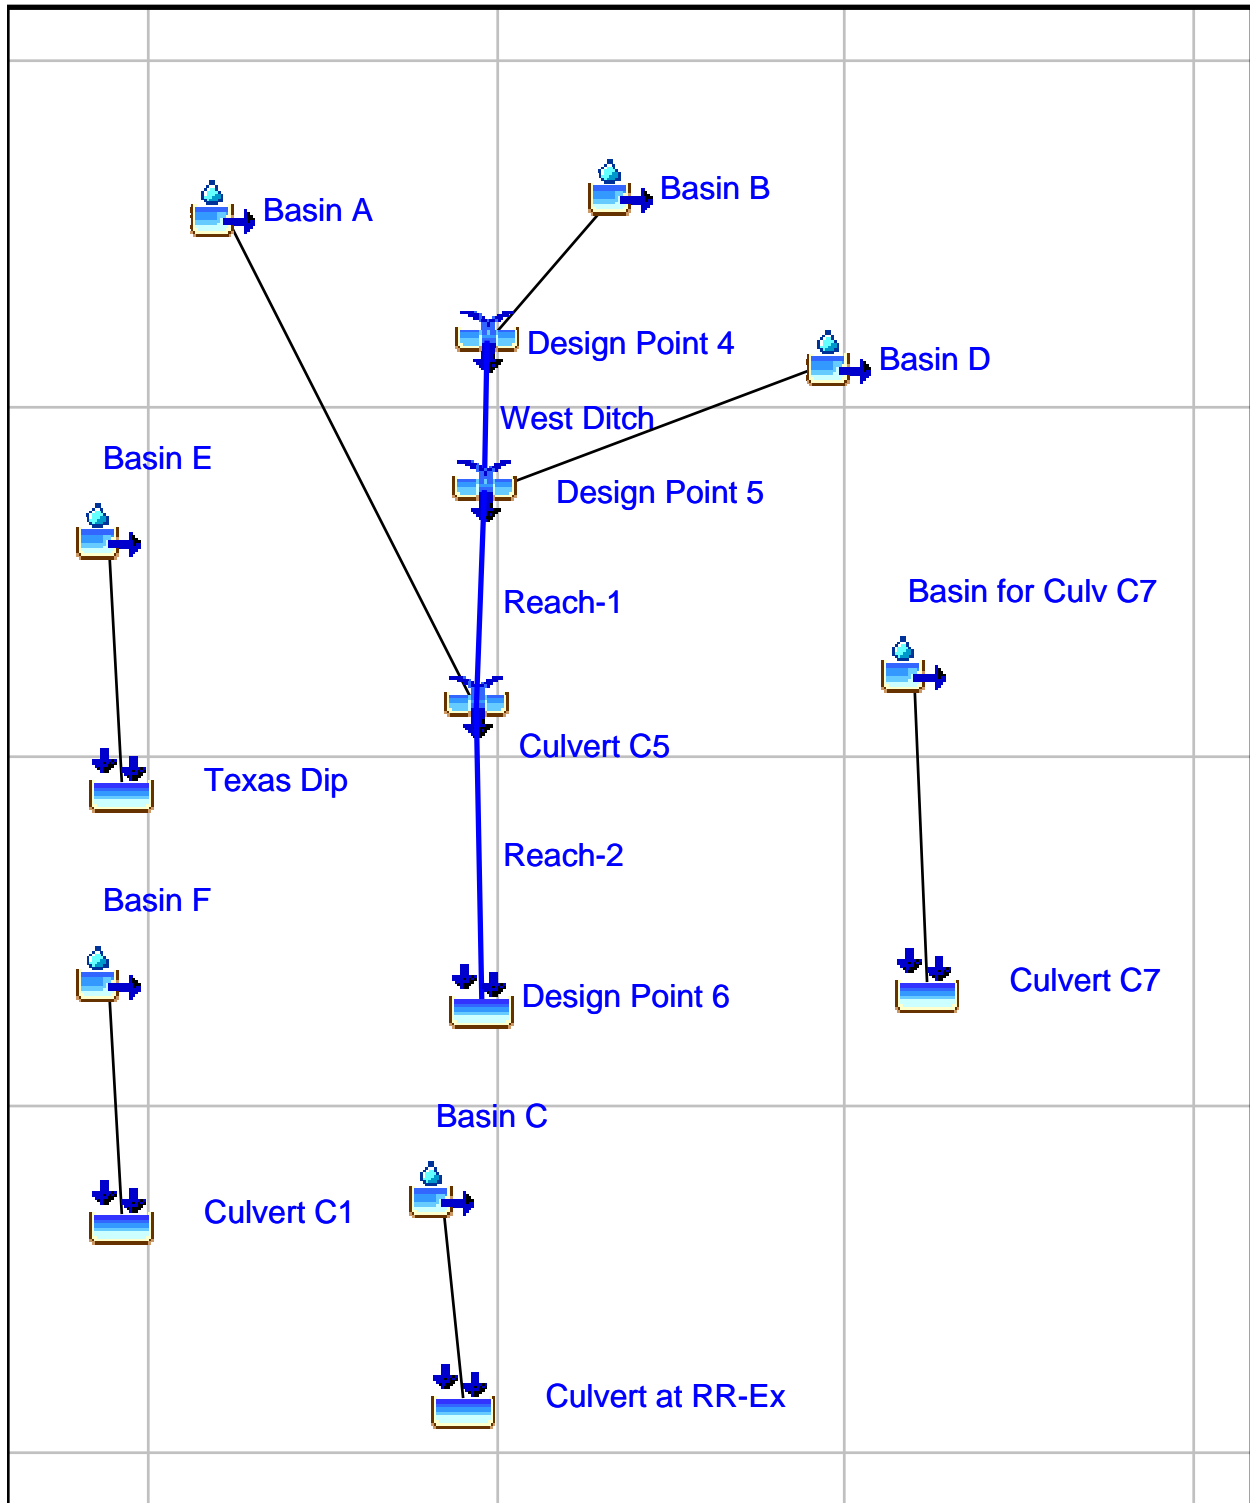 Basin B
Basin A
Design Point 4
Basin D
West Ditch
Basin E
Design Point 5
Basin for Culv C7
Reach-1
Culvert C5
Texas Dip
Reach-2
Basin F
Culvert C7
Design Point 6
Basin C
Culvert C1
Culvert at RR-Ex